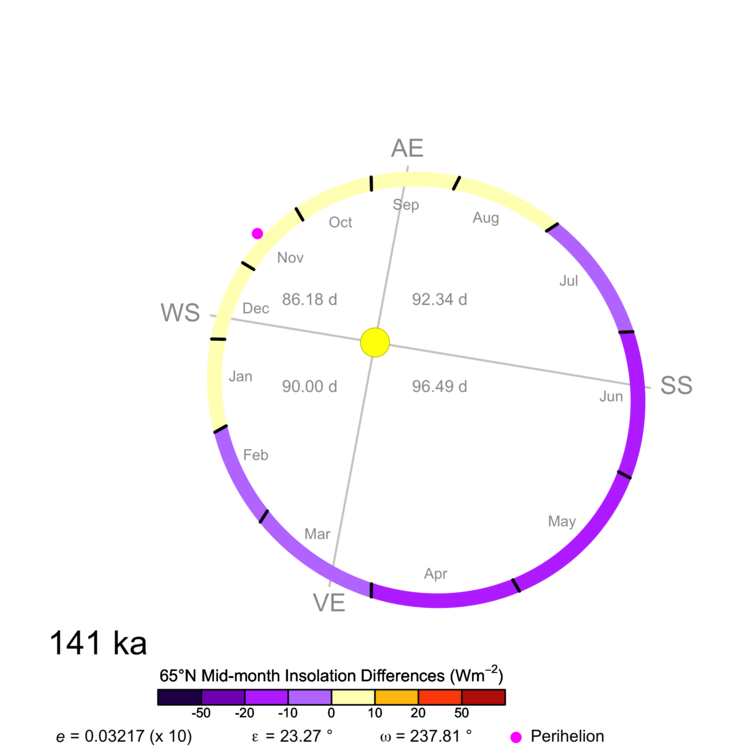 AE
Sep
Oct
Aug
Nov
Jul
86.18 d
92.34 d
Dec
WS
Jan
90.00 d
96.49 d
SS
Jun
Feb
Mar
May
Apr
VE
141 ka
65°N Mid-month Insolation Differences (Wm⁻²)
-50 -20 -10 0 10 20 50
e = 0.03217 (x 10) ε = 23.27 ° ω = 237.81 ° Perihelion